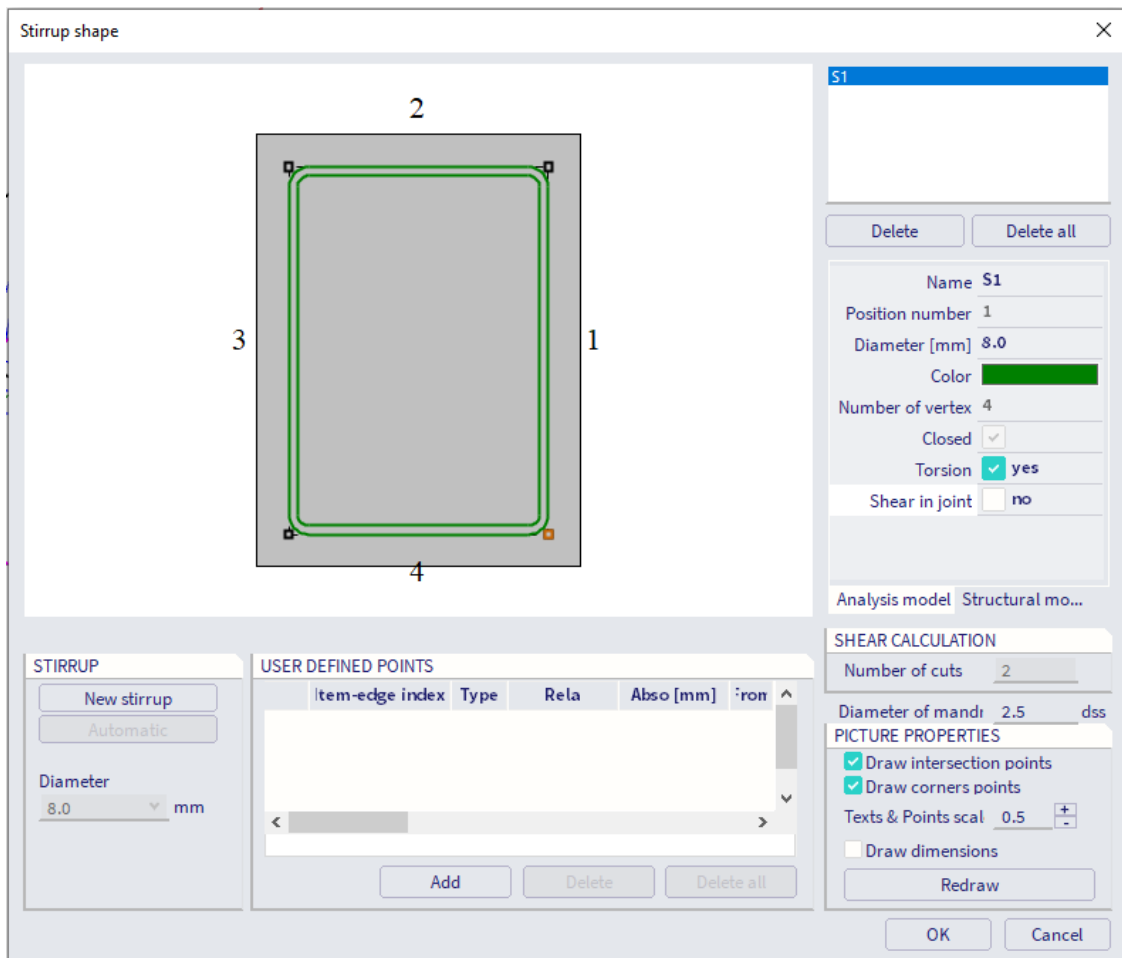 Stirrup shape
2
3
1
4
S1
Delete
Delete all
Name S1
Position number 1
Diameter [mm] 8.0
Color
Number of vertex 4
Closed
Torsion yes
Shear in joint no
Analysis model Structural mo...
SHEAR CALCULATION
Number of cuts 2
Diameter of mandr 2.5 dss
STIRRUP
New stirrup
Automatic
Diameter
8.0 mm
USER DEFINED POINTS
Item-edge index Type Rela Abso [mm] From
Add
Delete
Delete all
PICTURE PROPERTIES
Draw intersection points
Draw corners points
Texts & Points scal 0.5 + -
Draw dimensions
Redraw
OK
Cancel